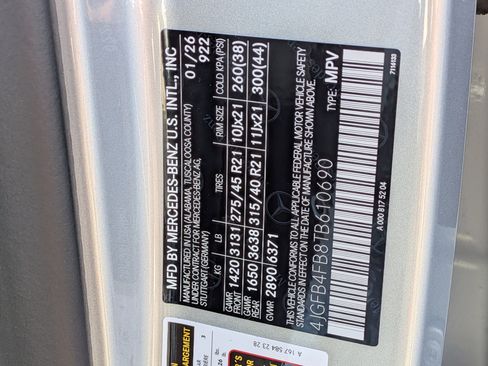 MFD BY MERCEDES-BENZ U.S. INTL., INC
IN USA (ALABAMA, TUSCALOOSA COUNTY)
UNDER CONTROL FOR MERCEDES-BENZ AG,
STUTTGART (GERMANY)
01/26
922
KG LB TIRES RIM SIZE COLD KPA (PSI)
GAWR FRONT 1420 3131 275/45 R21 10Jx21 260(38)
GAWR REAR 1650 3638 315/40 R21 11Jx21 300(44)
GVWR 2890 6371
CONFORMS TO ALL APPLICABLE FEDERAL MOTOR VEHICLE SAFETY
STANDARDS IN EFFECT ON THE DATE OF MANUFACTURE SHOWN ABOVE.
4JGFB4FB8TB610690 TYPE: MPV
A 000 817 52 04
7114133
A 167 584 23 28
3